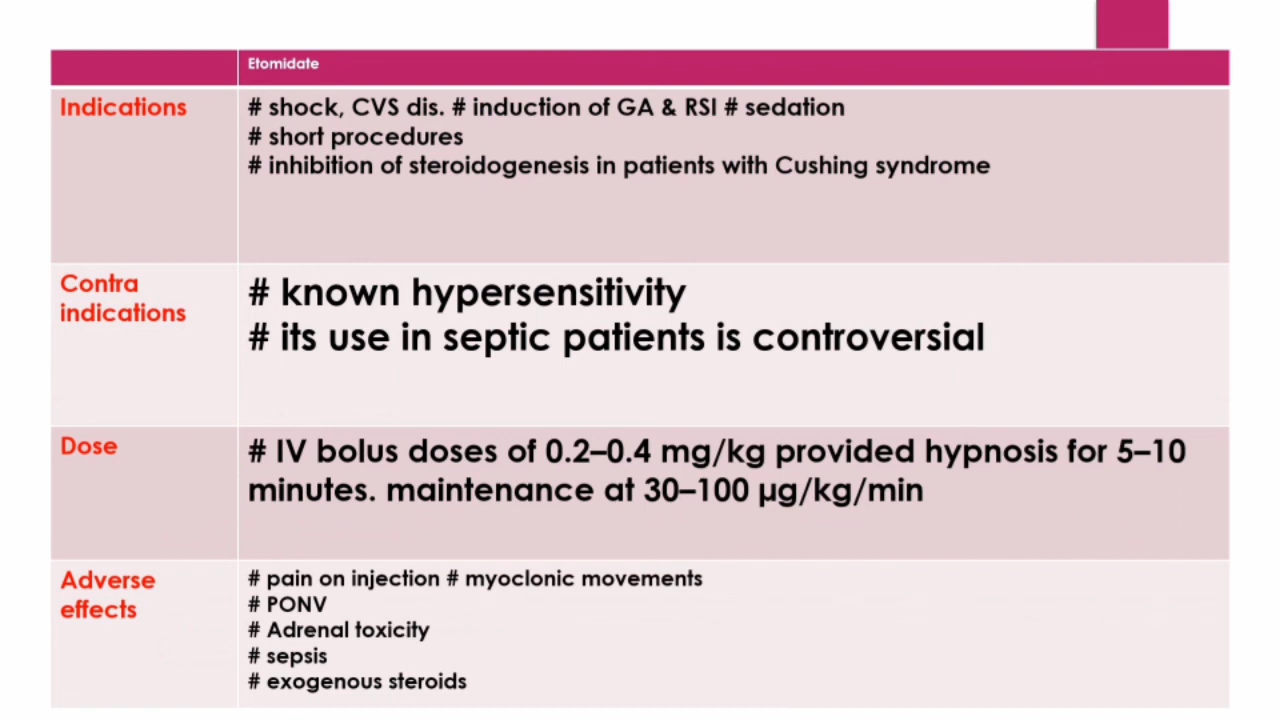 Etomidate
Indications
# shock, CVS dis. # induction of GA & RSI # sedation
# short procedures
# inhibition of steroidogenesis in patients with Cushing syndrome
Contra
indications
# known hypersensitivity
# its use in septic patients is controversial
Dose
# IV bolus doses of 0.2–0.4 mg/kg provided hypnosis for 5–10
minutes. maintenance at 30–100 µg/kg/min
Adverse
effects
# pain on injection # myoclonic movements
# PONV
# Adrenal toxicity
# sepsis
# exogenous steroids